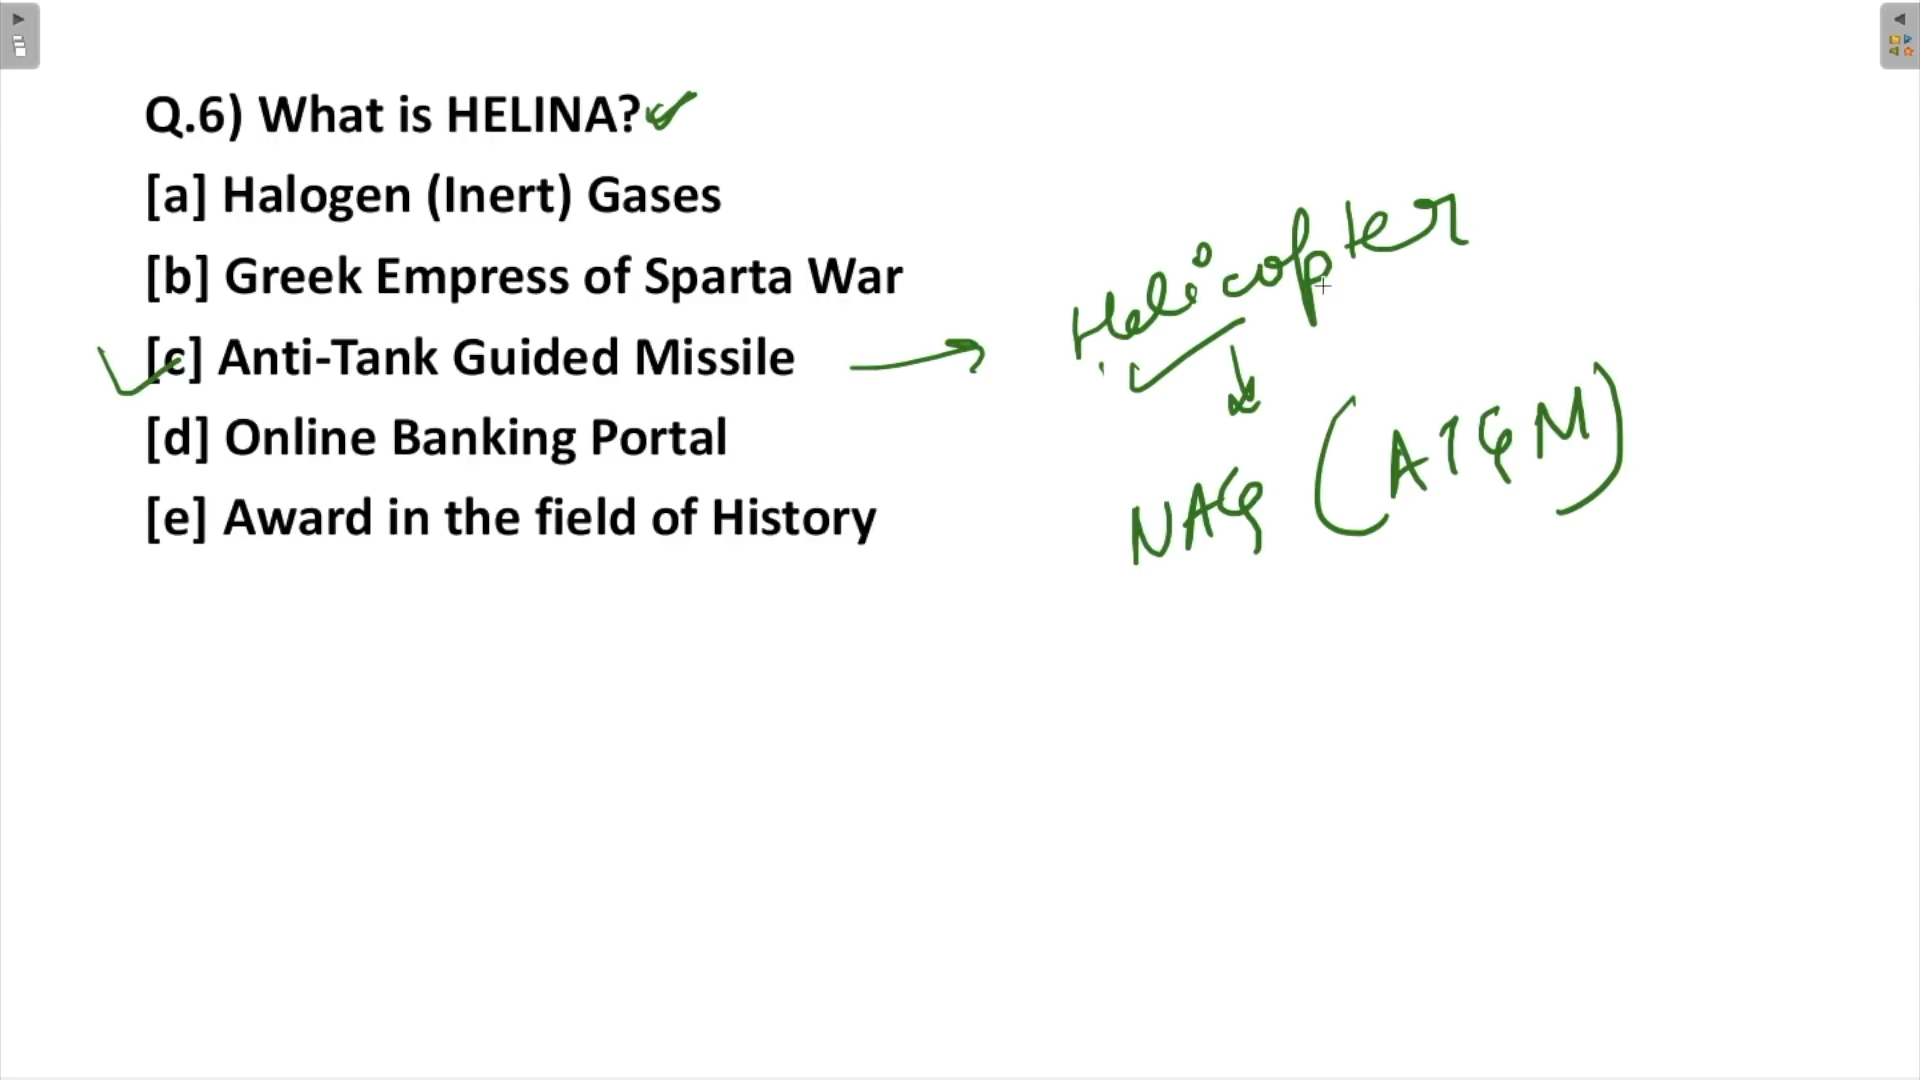 Q.6) What is HELINA?
[a] Halogen (Inert) Gases
[b] Greek Empress of Sparta War
[c] Anti-Tank Guided Missile
[d] Online Banking Portal
[e] Award in the field of History
Helicopter
NAG (ATGM)